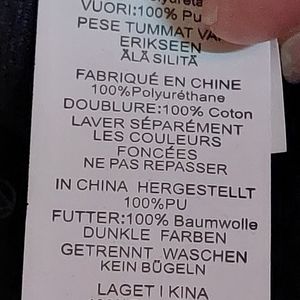 VUORI:100% Pu
PESE TUMMAT
ERIKSEEN
ÄLÄ SILITÄ
FABRIQUÉ EN CHINE
100%Polyuréthane
DOUBLURE:100% Coton
LAVER SÉPARÉMENT
LES COULEURS
FONCÉES
NE PAS REPASSER
IN CHINA HERGESTELLT
100%PU
FUTTER:100% Baumwolle
DUNKLE FARBEN
GETRENNT WASCHEN
KEIN BÜGELN
LAGET I KINA